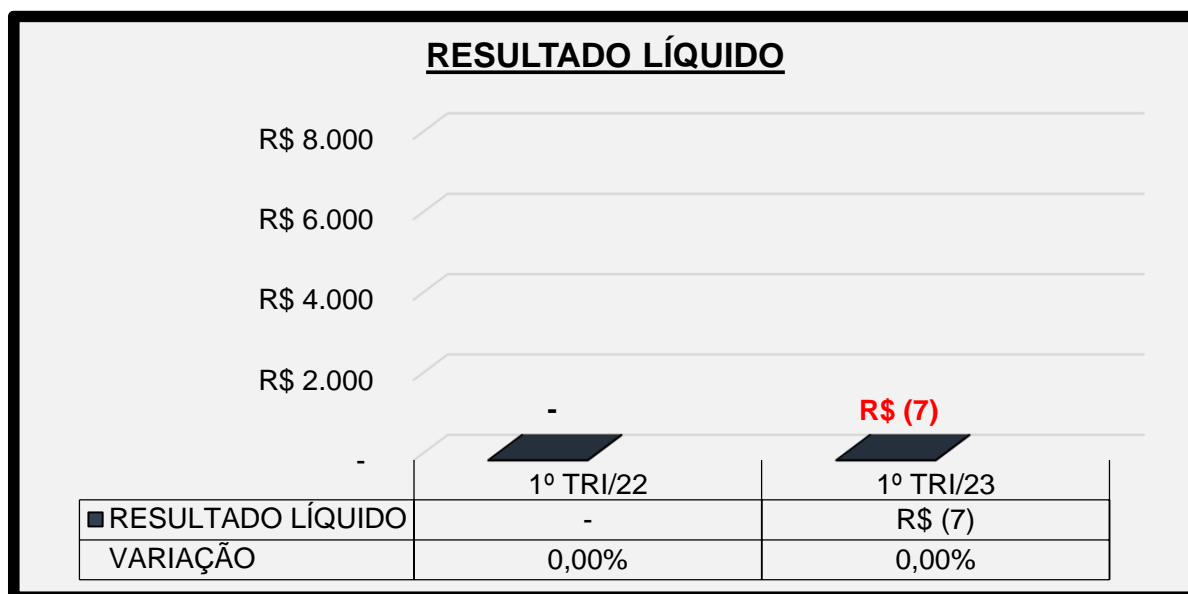 RESULTADO LÍQUIDO
R$ 8.000
R$ 6.000
R$ 4.000
R$ 2.000
-
- R$ (7)
1º TRI/22 1º TRI/23
RESULTADO LÍQUIDO - R$ (7)
VARIAÇÃO 0,00% 0,00%